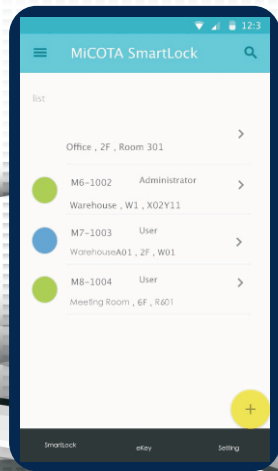 12:3
MiCOTA SmartLock
list
Office , 2F , Room 301
M6-1002 Administrator
Warehouse , W1 , X02Y11
M7-1003 User
WarehouseA01 , 2F , W01
M8-1004 User
Meeting Room , 6F , R601
+
SmartLock eKey Setting